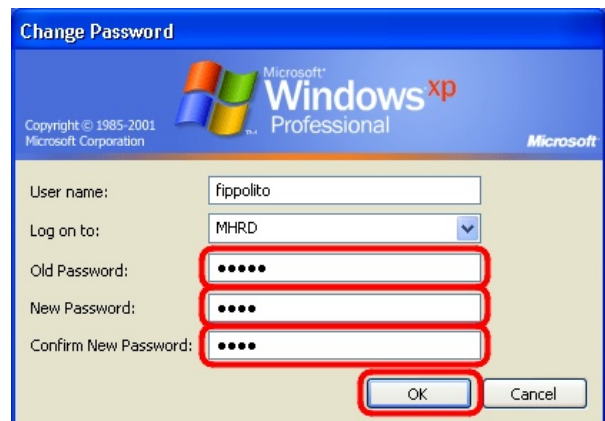 Change Password
Microsoft
Windows xp
Professional
Copyright © 1985-2001
Microsoft Corporation
Microsoft
User name: fippolito
Log on to: MHRD
Old Password: •••••
New Password: ••••
Confirm New Password: ••••
OK Cancel